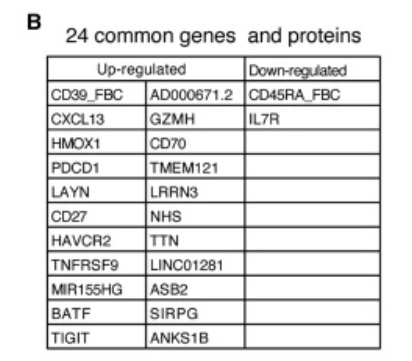 B
24 common genes and proteins
Up-regulated Down-regulated
CD39_FBC AD000671.2 CD45RA_FBC
CXCL13 GZMH IL7R
HMOX1 CD70
PDCD1 TMEM121
LAYN LRRN3
CD27 NHS
HAVCR2 TTN
TNFRSF9 LINC01281
MIR155HG ASB2
BATF SIRPG
TIGIT ANKS1B